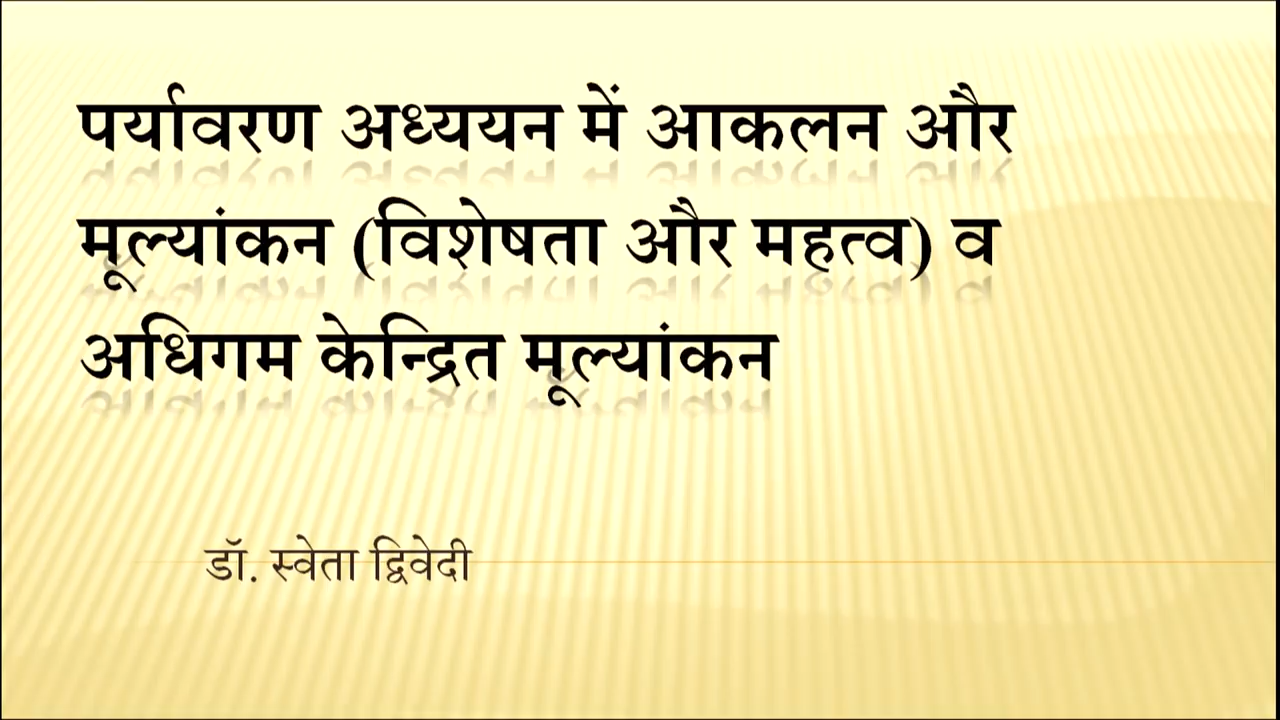 पर्यावरण अध्ययन में आकलन और
मूल्यांकन (विशेषता और महत्व) व
अधिगम केन्द्रित मूल्यांकन
डॉ. स्वेता द्विवेदी